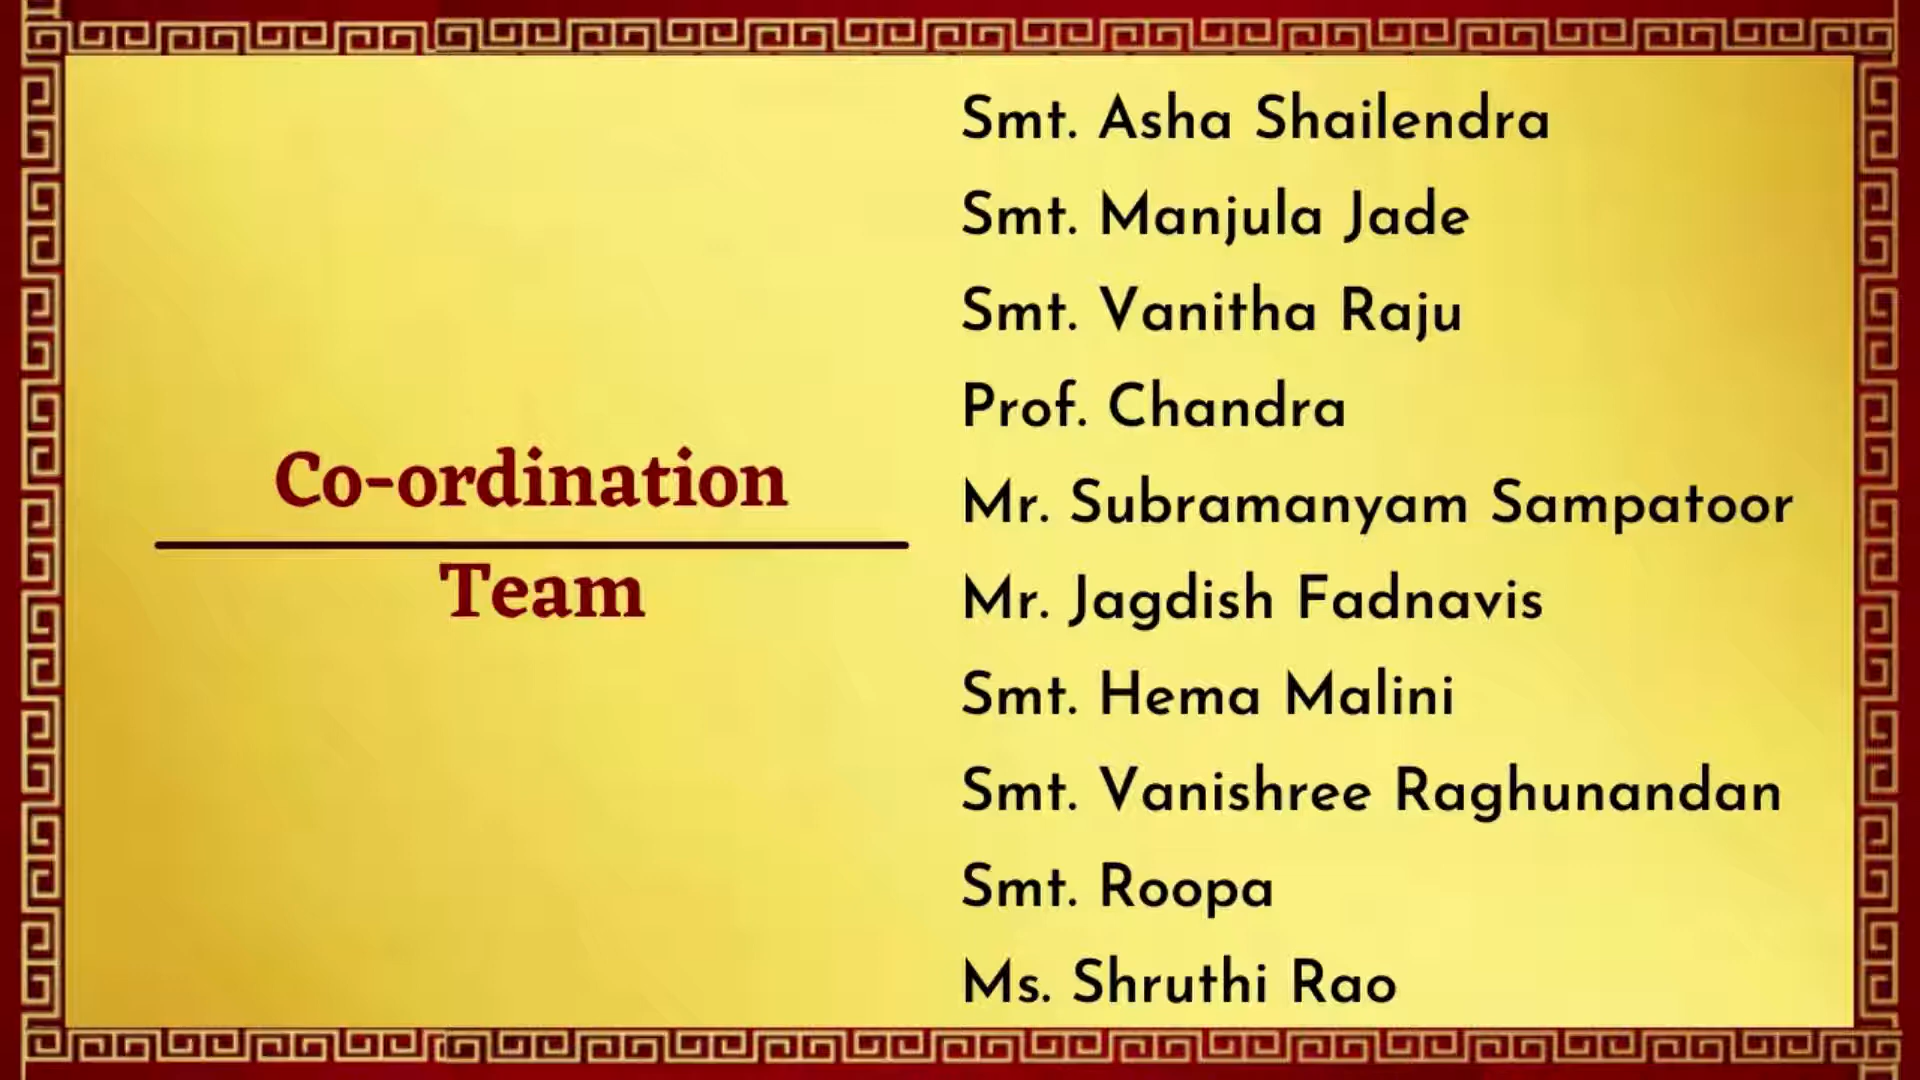 Co-ordination
Team
Smt. Asha Shailendra
Smt. Manjula Jade
Smt. Vanitha Raju
Prof. Chandra
Mr. Subramanyam Sampatoor
Mr. Jagdish Fadnavis
Smt. Hema Malini
Smt. Vanishree Raghunandan
Smt. Roopa
Ms. Shruthi Rao